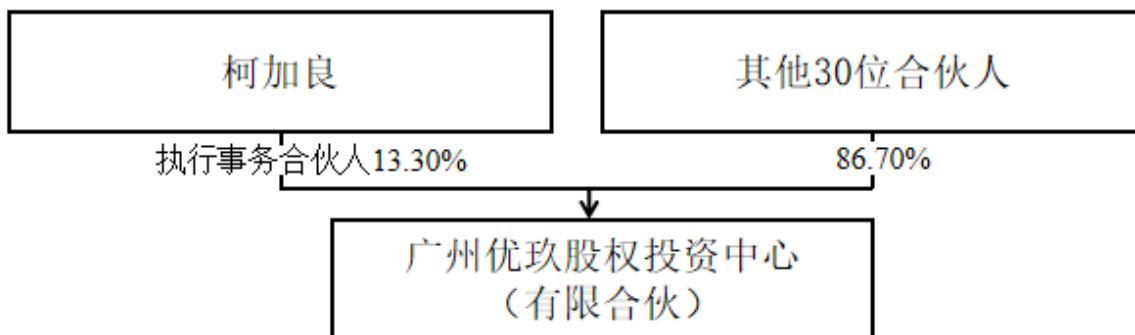 柯加良
其他30位合伙人
执行事务合伙人13.30%
86.70%
广州优玖股权投资中心
（有限合伙）